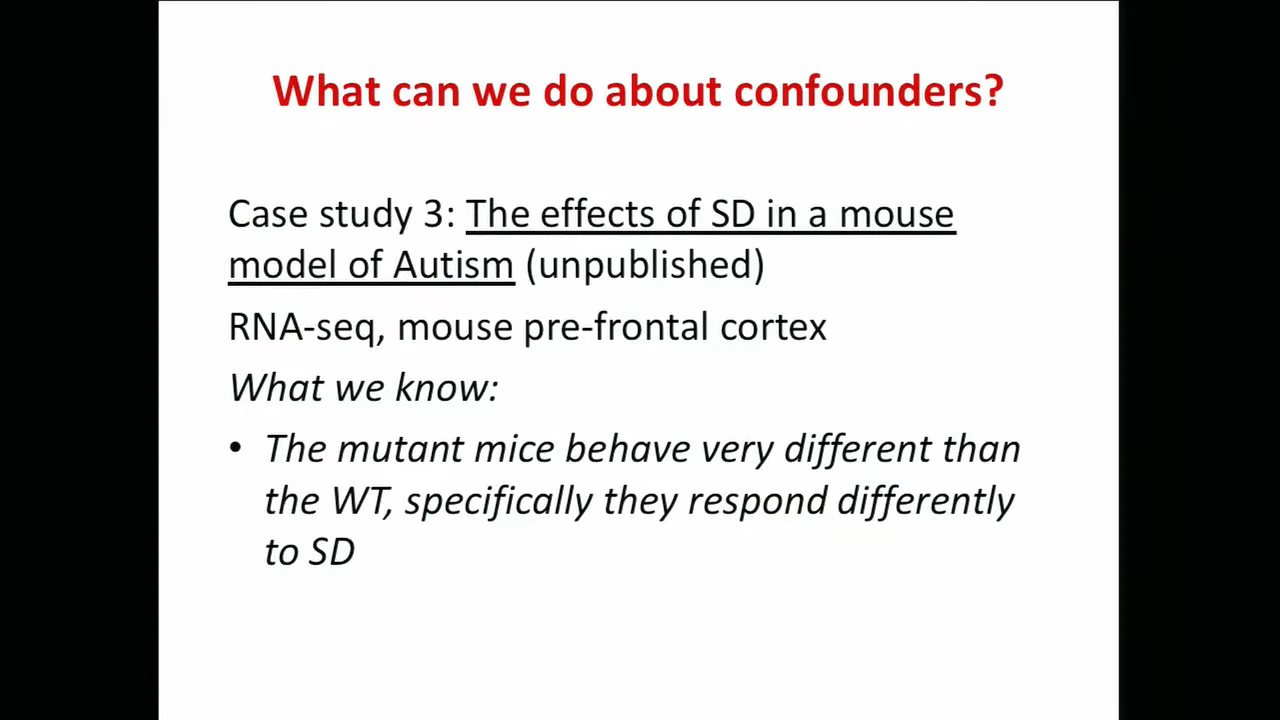 What can we do about confounders?
Case study 3: The effects of SD in a mouse
model of Autism (unpublished)
RNA-seq, mouse pre-frontal cortex
What we know:
• The mutant mice behave very different than
the WT, specifically they respond differently
to SD